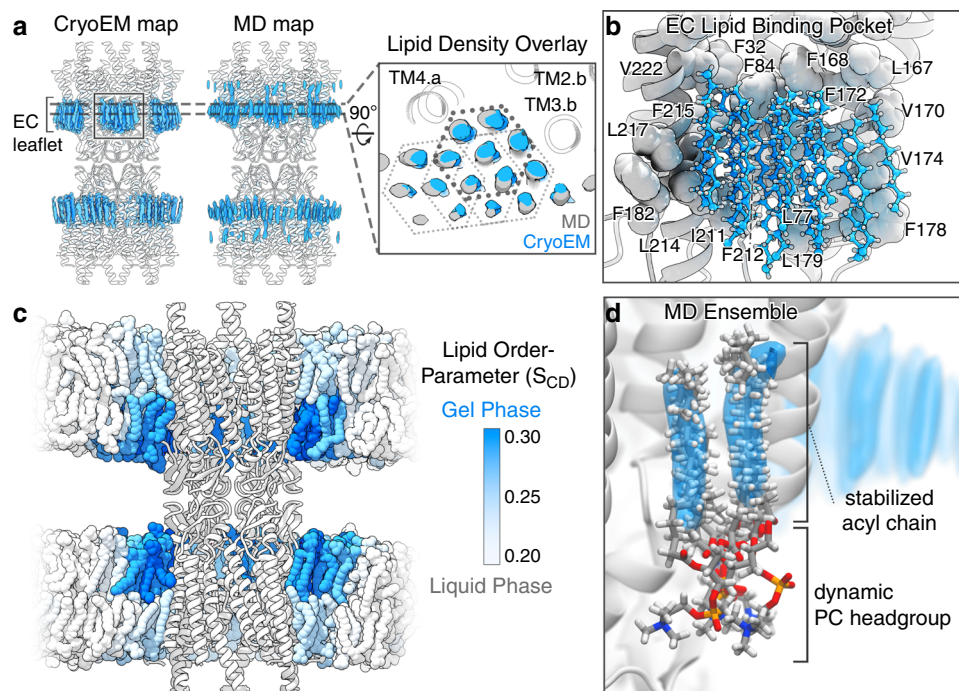 a
CryoEM map
MD map
EC
leaflet
90°
Lipid Density Overlay
TM4.a
TM2.b
TM3.b
MD
CryoEM
b
EC Lipid Binding Pocket
F32
F84
F168
L167
V222
F172
F215
V170
L217
V174
F182
L77
F178
I211
L214
F212
L179
c
Lipid Order-
Parameter (S_CD)
Gel Phase
0.30
0.25
0.20
Liquid Phase
d
MD Ensemble
stabilized
acyl chain
dynamic
PC headgroup